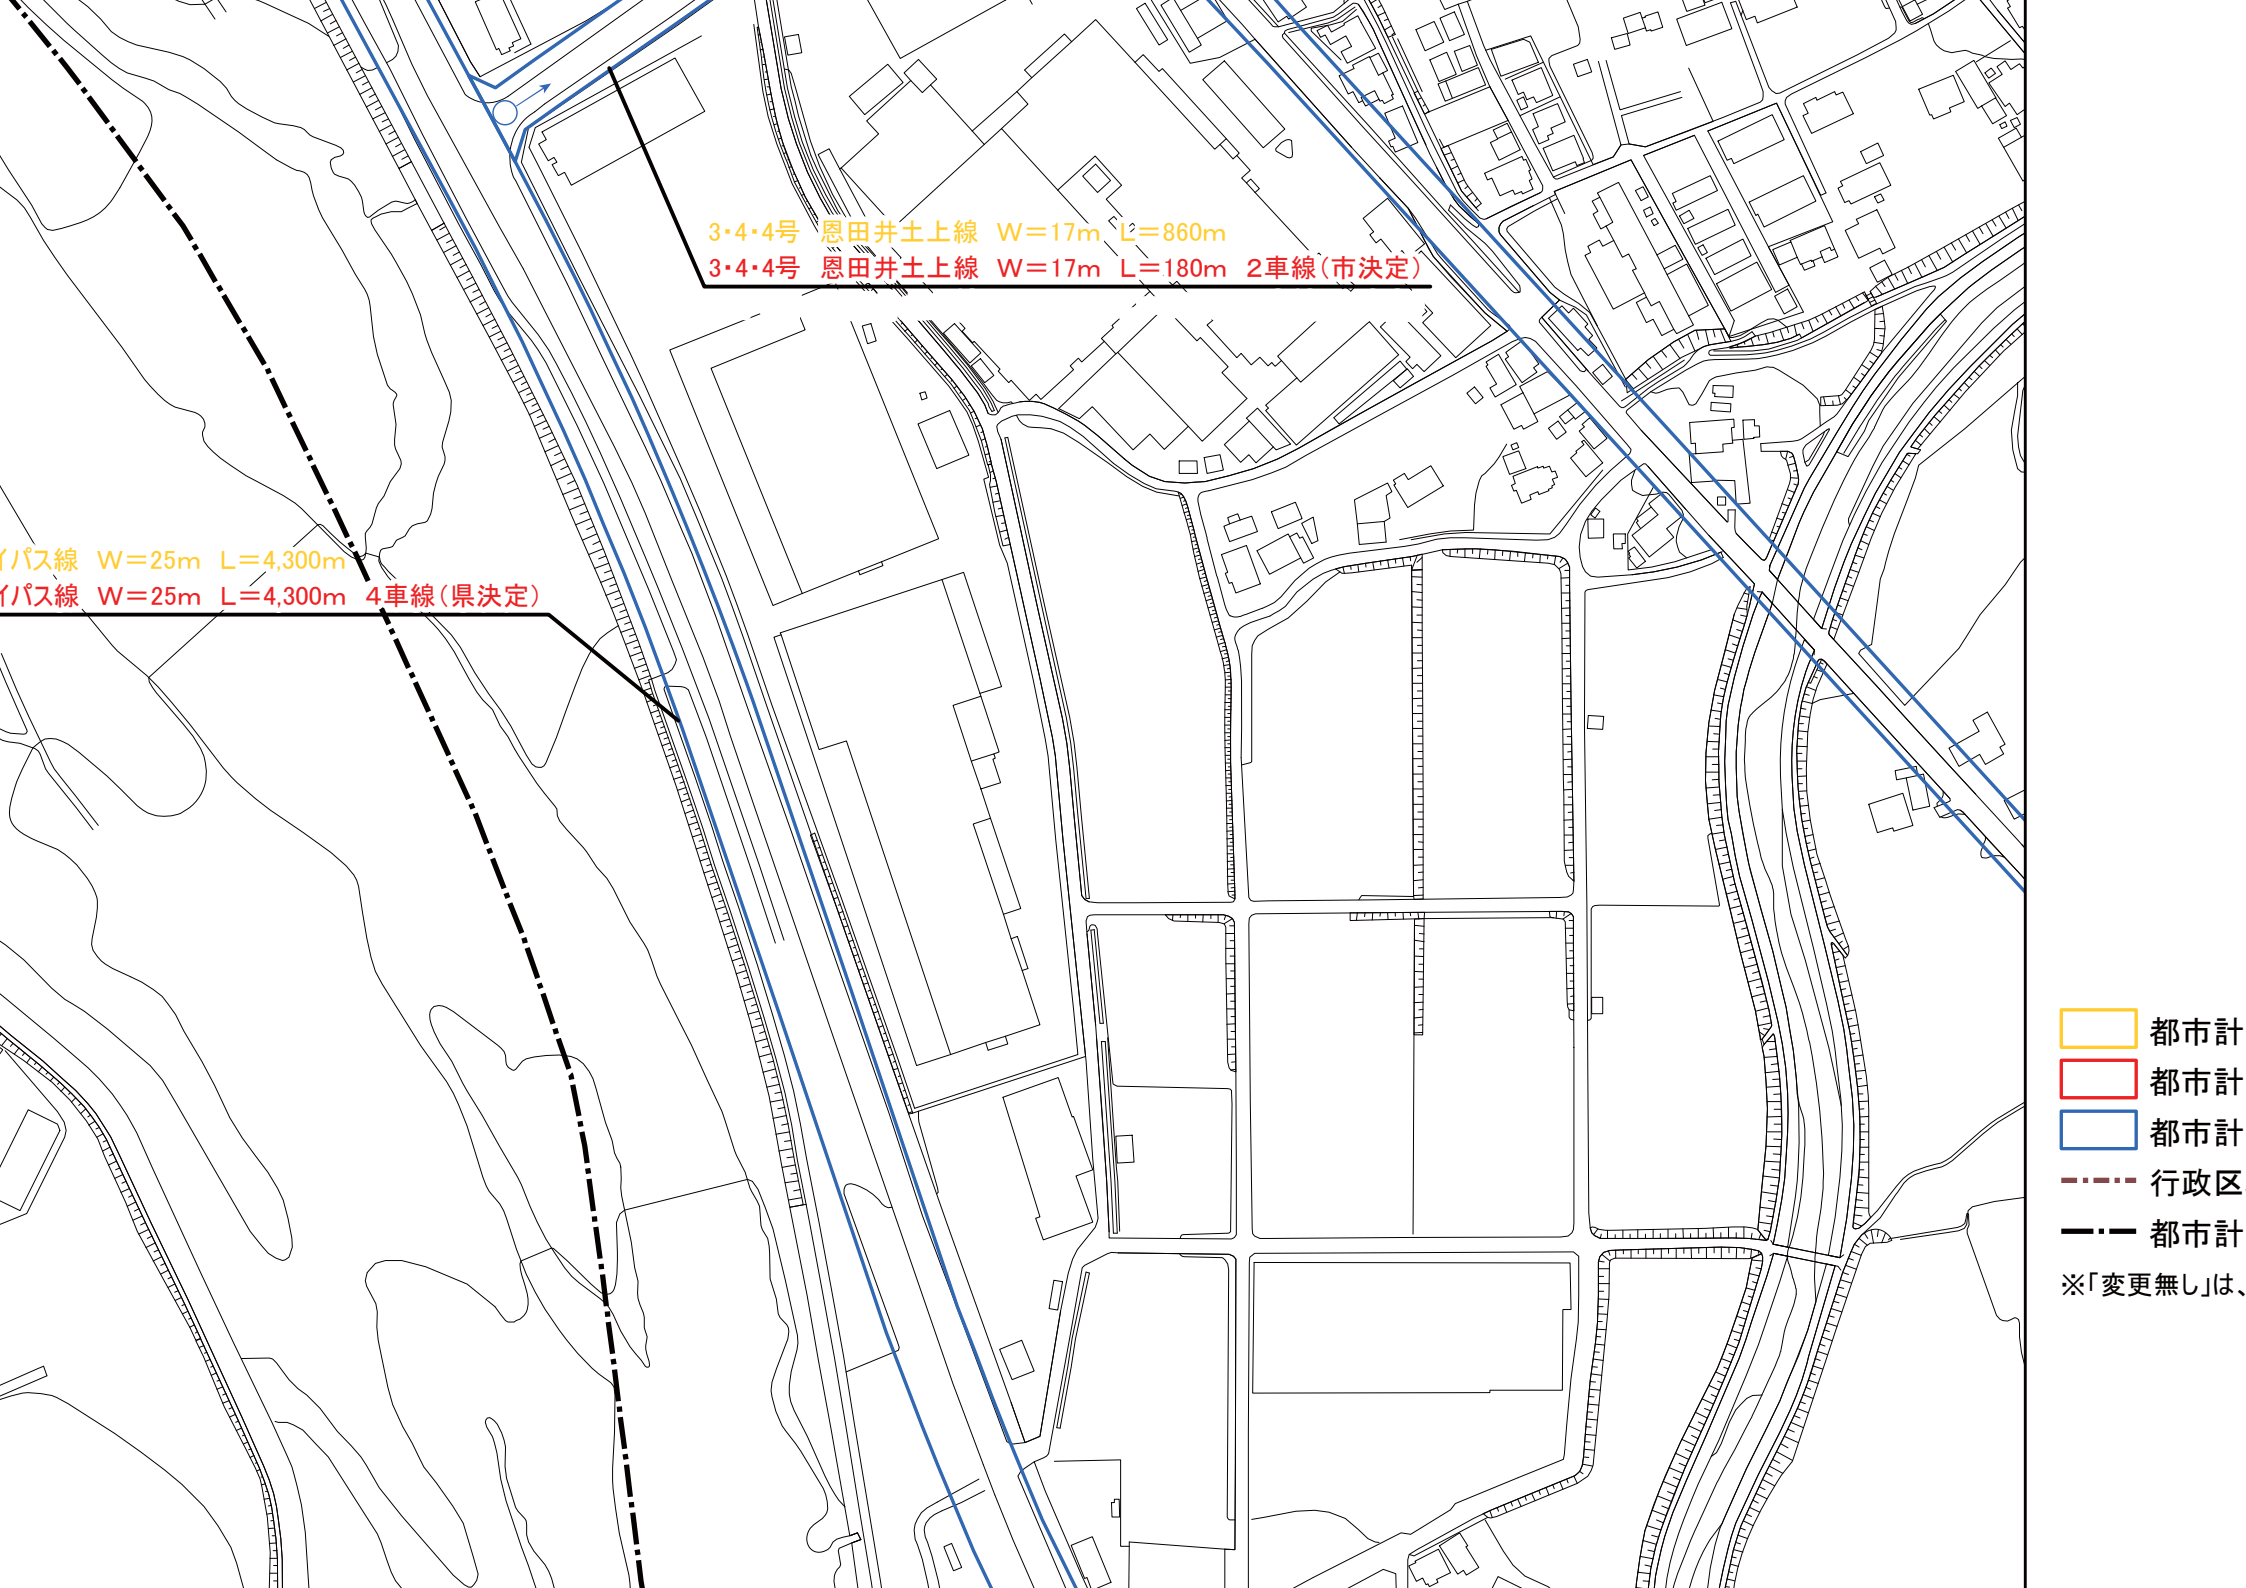 3・4・4号 恩田井土上線 W＝17m L＝860m
3・4・4号 恩田井土上線 W＝17m L＝180m 2車線（市決定）
イパス線 W＝25m L＝4,300m
イパス線 W＝25m L＝4,300m 4車線（県決定）
都市計
都市計
都市計
行政区
都市計
※「変更無し」は、